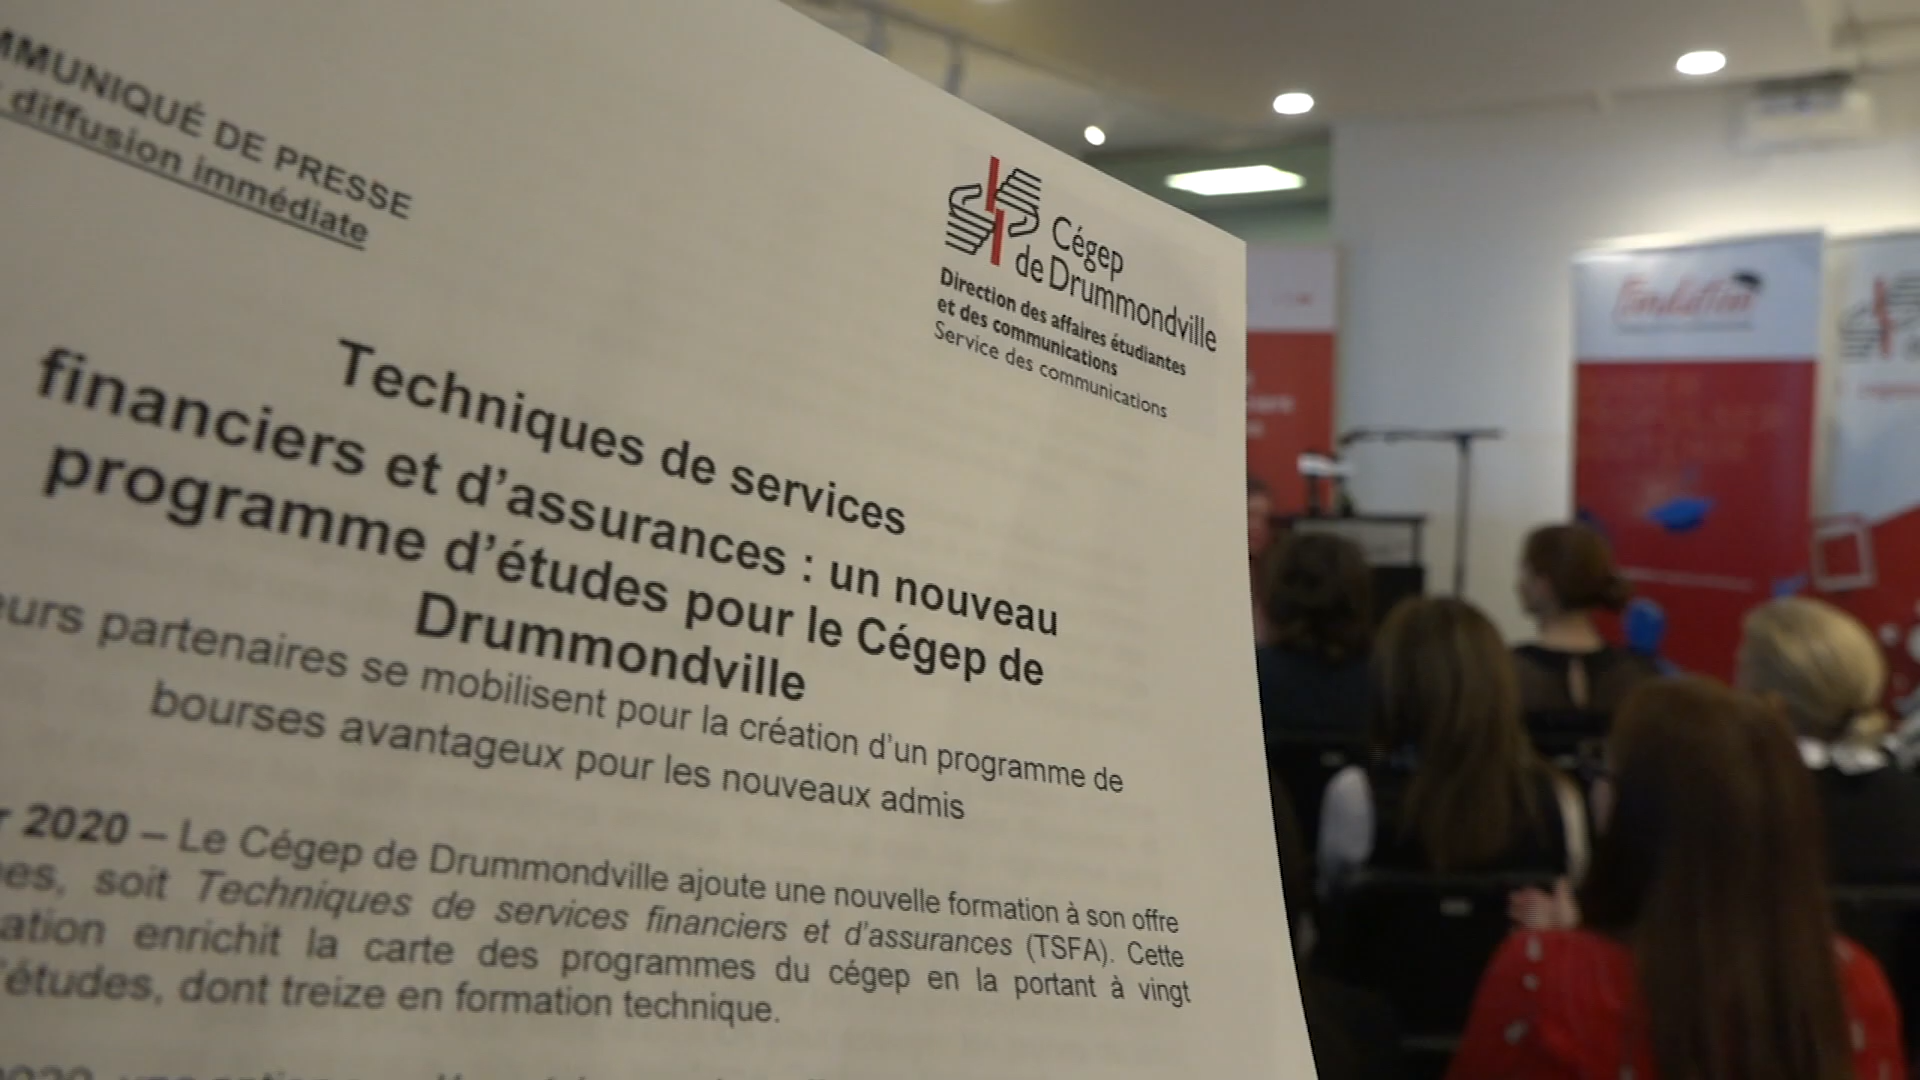 MMUNIQUÉ DE PRESSE
diffusion immédiate
Cégep
de Drummondville
Direction des affaires étudiantes
et des communications
Service des communications
Techniques de services
financiers et d’assurances : un nouveau
programme d’études pour le Cégep de
Drummondville
eurs partenaires se mobilisent pour la création d’un programme de
bourses avantageux pour les nouveaux admis
r 2020 – Le Cégep de Drummondville ajoute une nouvelle formation à son offre
es, soit Techniques de services financiers et d’assurances (TSFA). Cette
ation enrichit la carte des programmes du cégep en la portant à vingt
’études, dont treize en formation technique.
Fondation